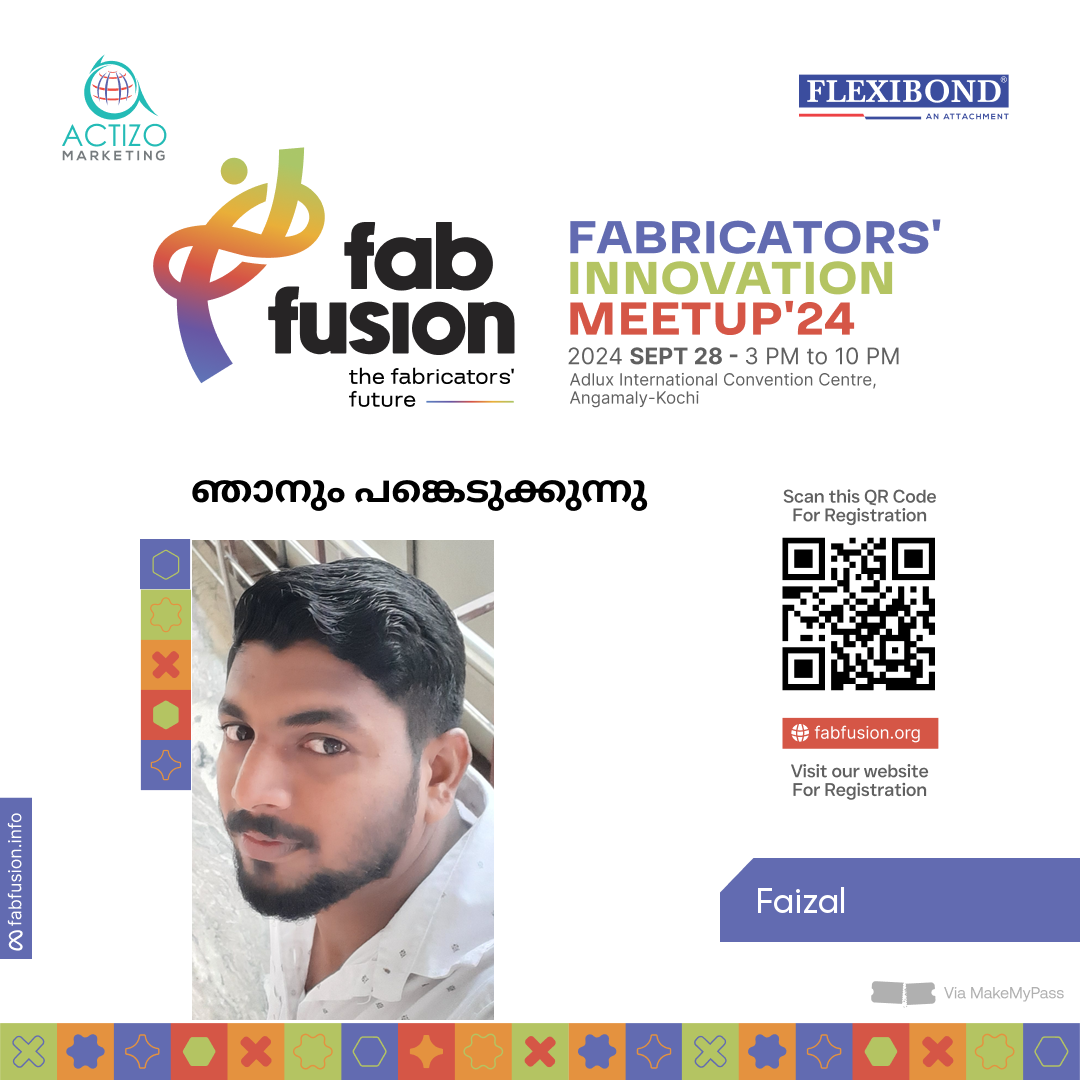 ACTIZO
MARKETING
FLEXIBOND®
AN ATTACHMENT
fab
fusion
the fabricators'
future
FABRICATORS'
INNOVATION
MEETUP'24
2024 SEPT 28 - 3 PM to 10 PM
Adlux International Convention Centre,
Angamaly-Kochi
ഞാനും പങ്കെടുക്കുന്നു
Scan this QR Code
For Registration
fabfusion.org
Visit our website
For Registration
fabfusion.info
Faizal
Via MakeMyPass